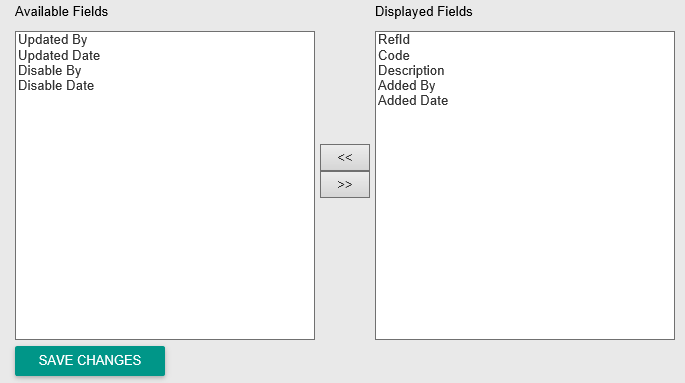 Available Fields
Displayed Fields
Updated By
Updated Date
Disable By
Disable Date
RefId
Code
Description
Added By
Added Date
<<
>>
SAVE CHANGES